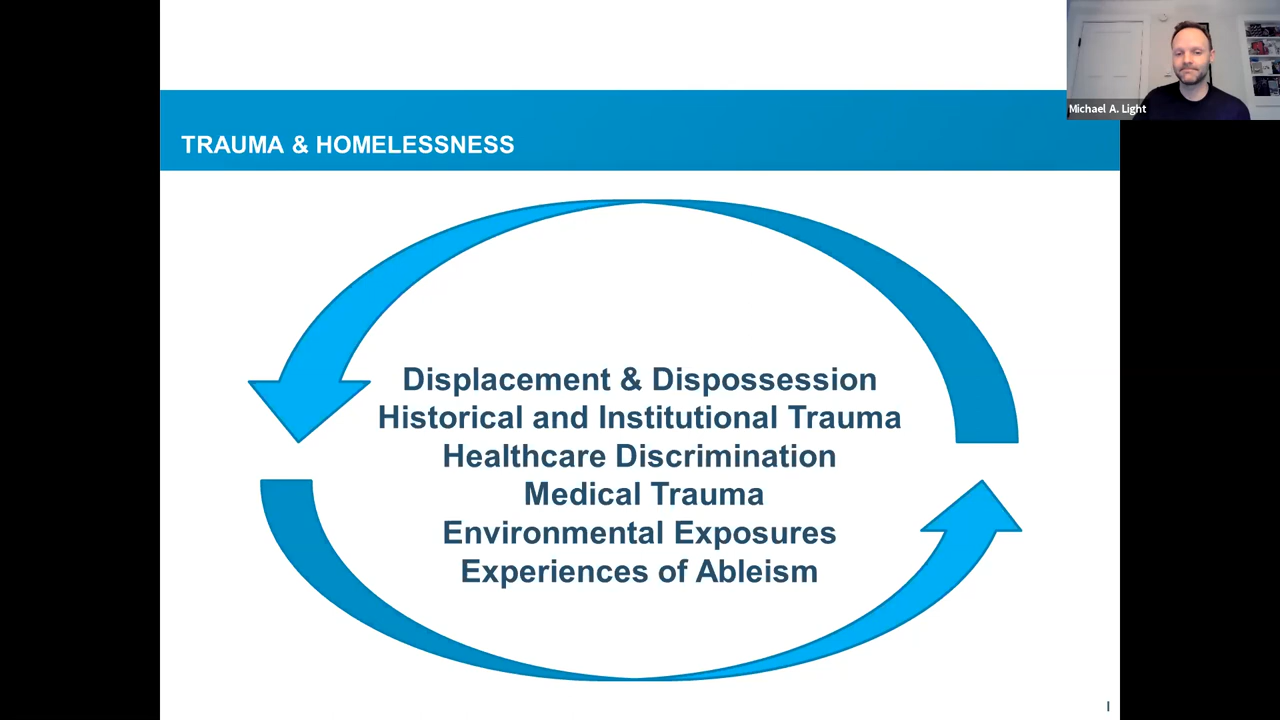 Michael A. Light
TRAUMA & HOMELESSNESS
Displacement & Dispossession
Historical and Institutional Trauma
Healthcare Discrimination
Medical Trauma
Environmental Exposures
Experiences of Ableism
I